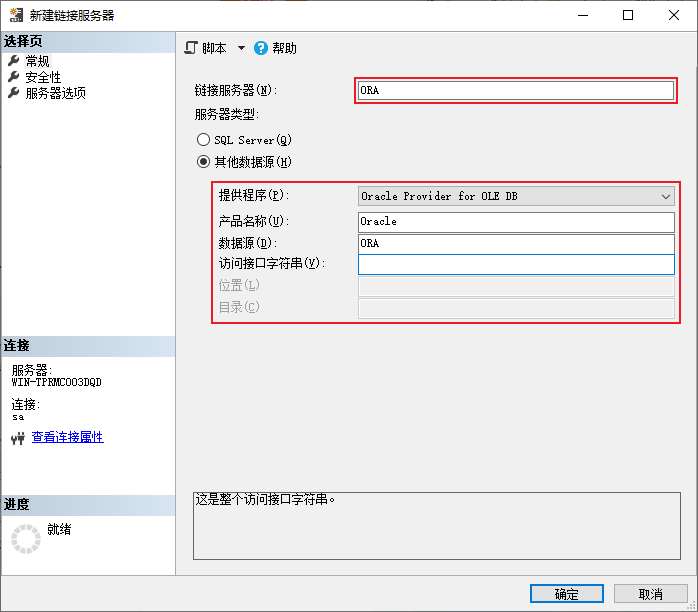 新建链接服务器
选择页
常规
安全性
服务器选项
脚本 帮助
链接服务器(N): ORA
服务器类型:
SQL Server(Q)
其他数据源(H)
提供程序(P): Oracle Provider for OLE DB
产品名称(U): Oracle
数据源(D): ORA
访问接口字符串(V):
位置(L)
目录(C)
连接
服务器:
WIN-TPRMC003DQD
连接:
sa
查看连接属性
进度
就绪
这是整个访问接口字符串。
确定 取消